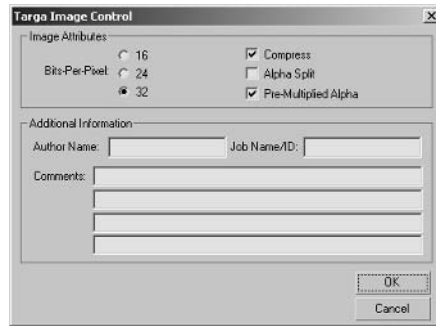 Targa Image Control
Image Attributes
Bits-Per-Pixel:
16
24
32
Compress
Alpha Split
Pre-Multiplied Alpha
Additional Information
Author Name:
Job Name/ID:
Comments:
OK
Cancel